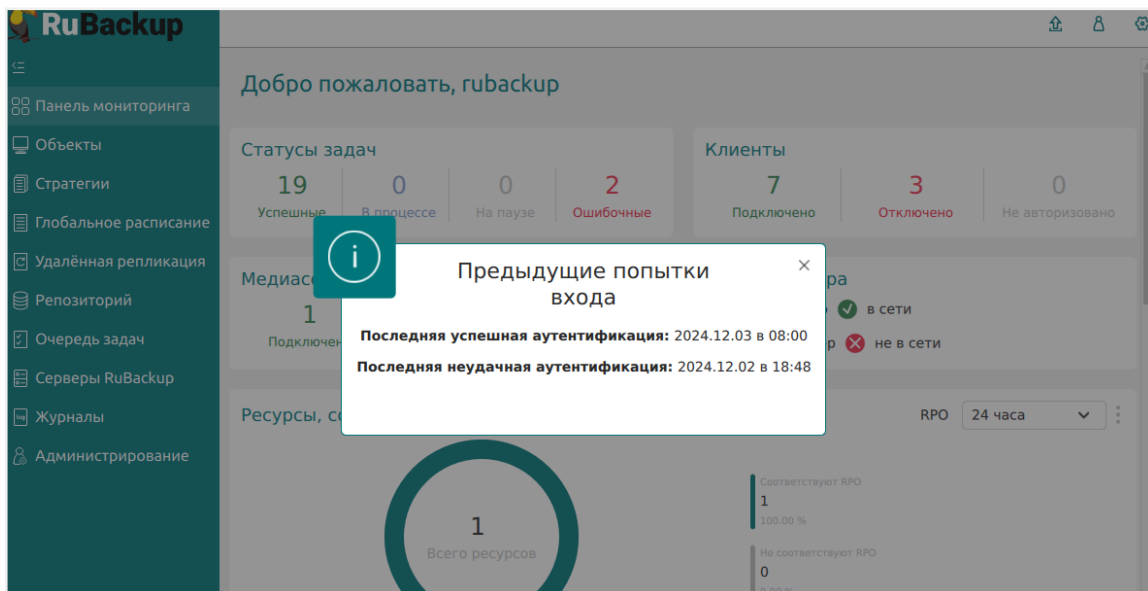 RuBackup
Добро пожаловать, rubackup
Панель мониторинга
Объекты
Стратегии
Глобальное расписание
Удалённая репликация
Репозиторий
Очередь задач
Серверы RuBackup
Журналы
Администрирование
Статусы задач
19
0
0
2
Успешные
В процессе
На паузе
Ошибочные
Клиенты
7
3
0
Подключено
Отключено
Не авторизовано
1
в сети
не в сети
i
Предыдущие попытки
входа
Последняя успешная аутентификация: 2024.12.03 в 08:00
Последняя неудачная аутентификация: 2024.12.02 в 18:48
Ресурсы,
RPO
24 часа
1
Всего ресурсов
Соответствуют RPO
1
100.00 %
Не соответствуют RPO
0